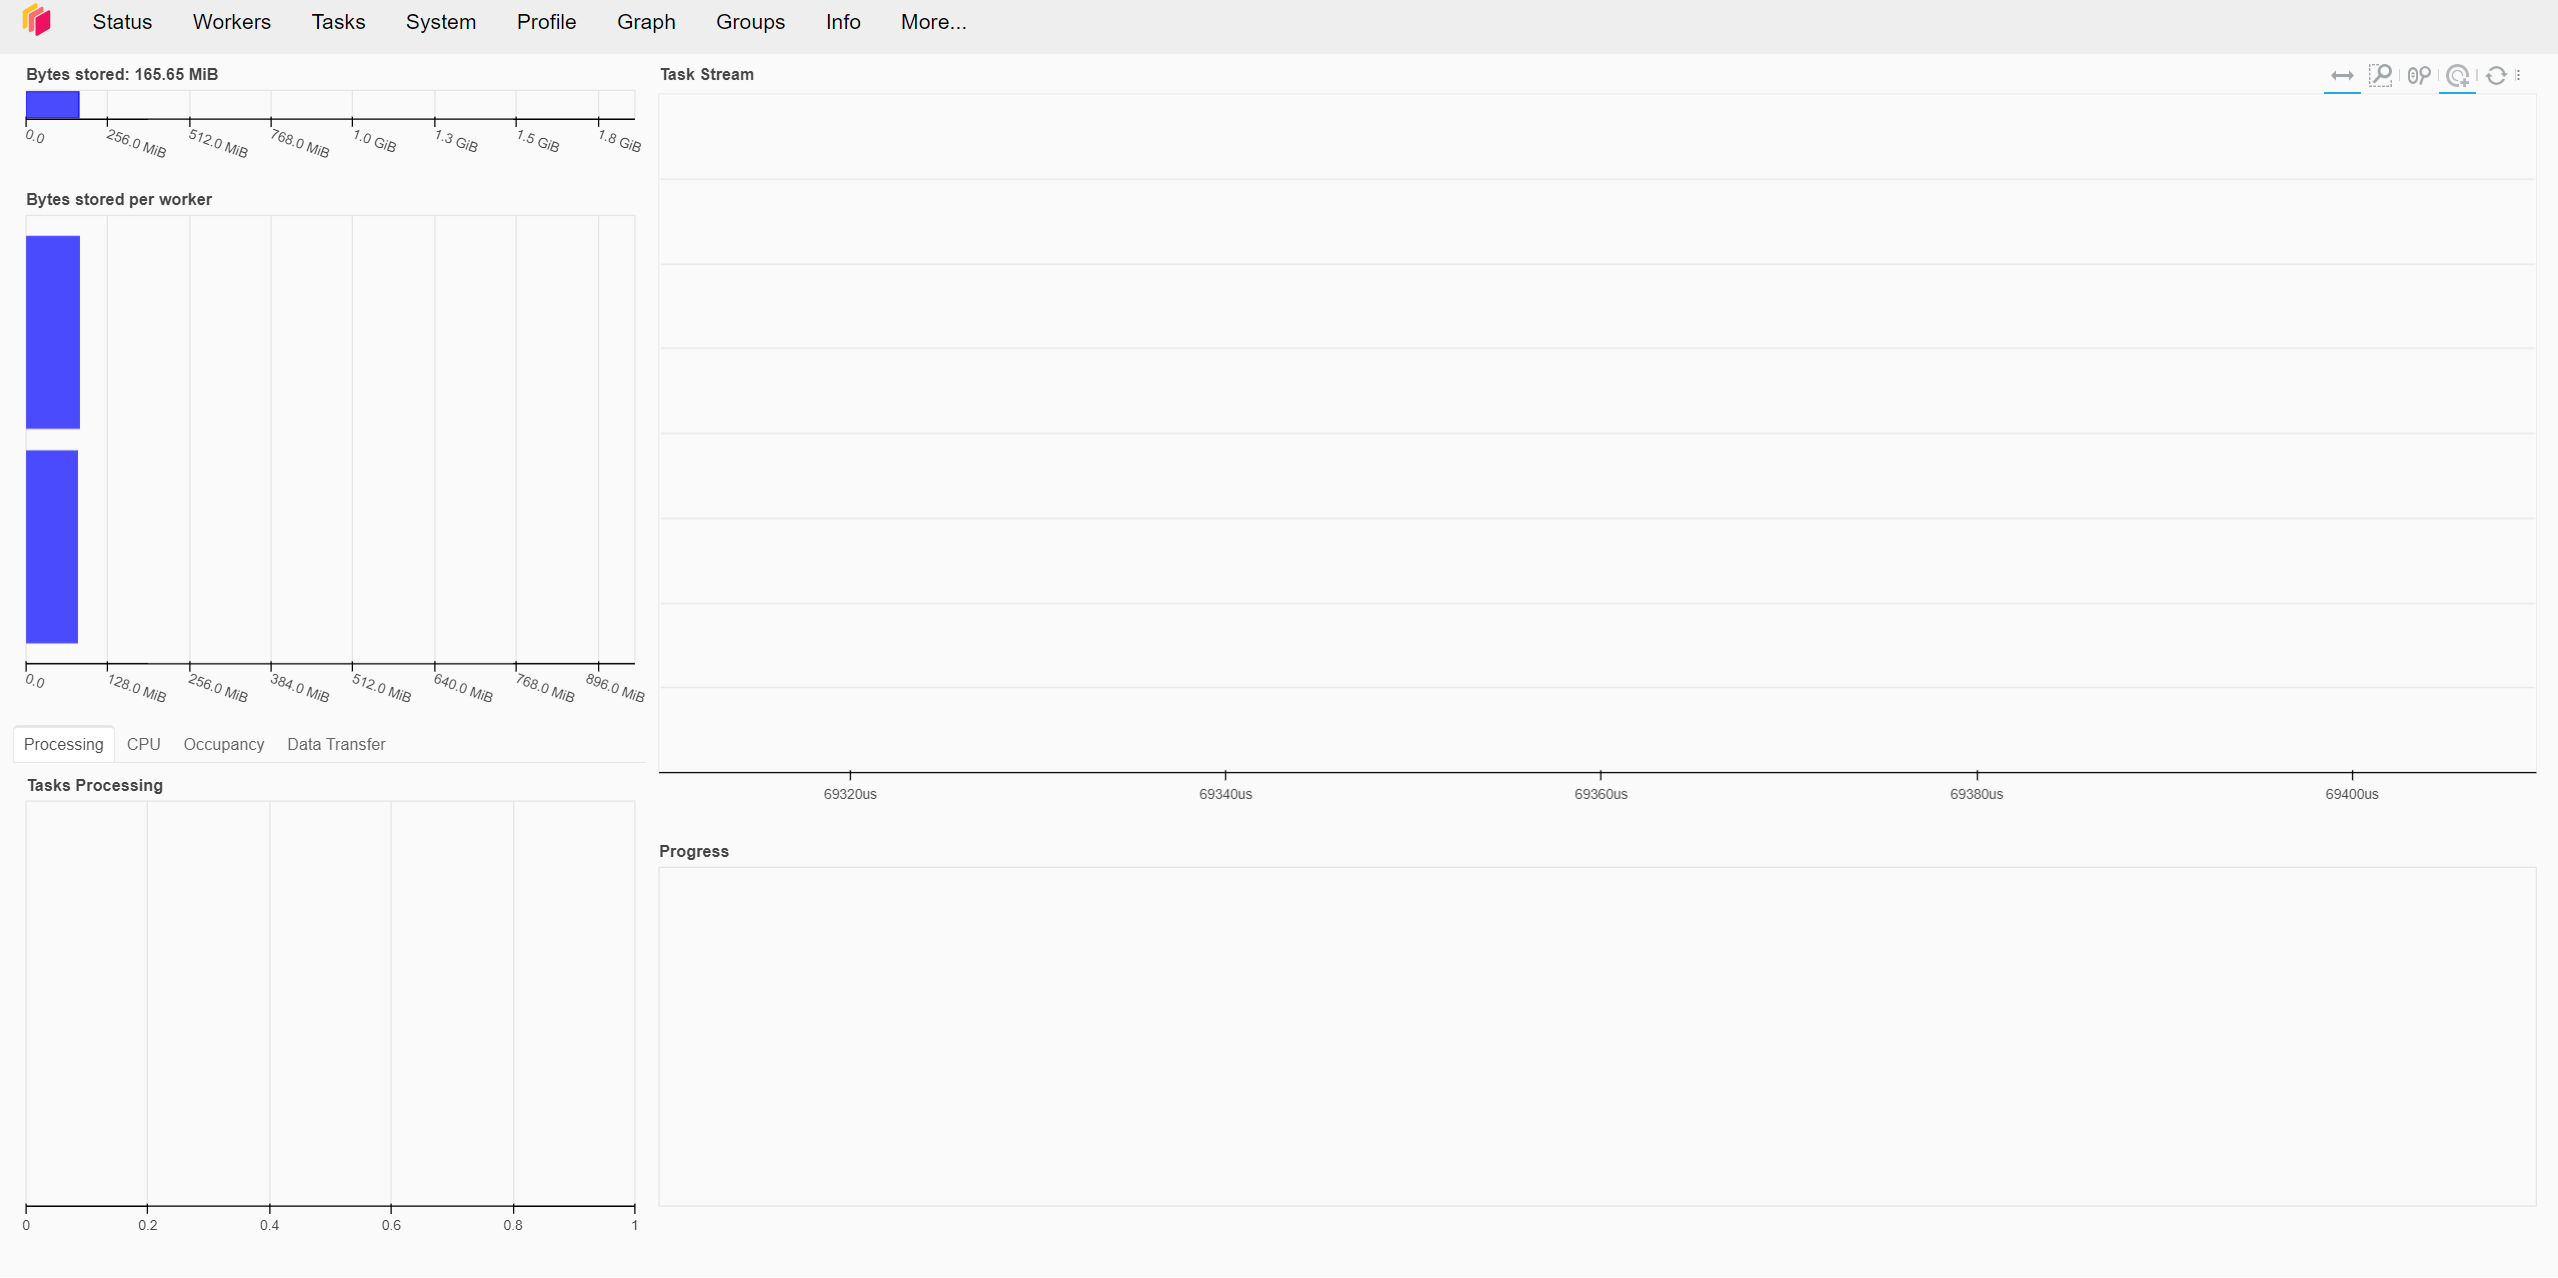 Status Workers Tasks System Profile Graph Groups Info More...
Bytes stored: 165.65 MiB
0.0 256.0 MiB 512.0 MiB 768.0 MiB 1.0 GiB 1.3 GiB 1.5 GiB 1.8 GiB
Bytes stored per worker
0.0 128.0 MiB 256.0 MiB 384.0 MiB 512.0 MiB 640.0 MiB 768.0 MiB 896.0 MiB
Processing CPU Occupancy Data Transfer
Tasks Processing
0 0.2 0.4 0.6 0.8 1
Task Stream
69320us 69340us 69360us 69380us 69400us
Progress